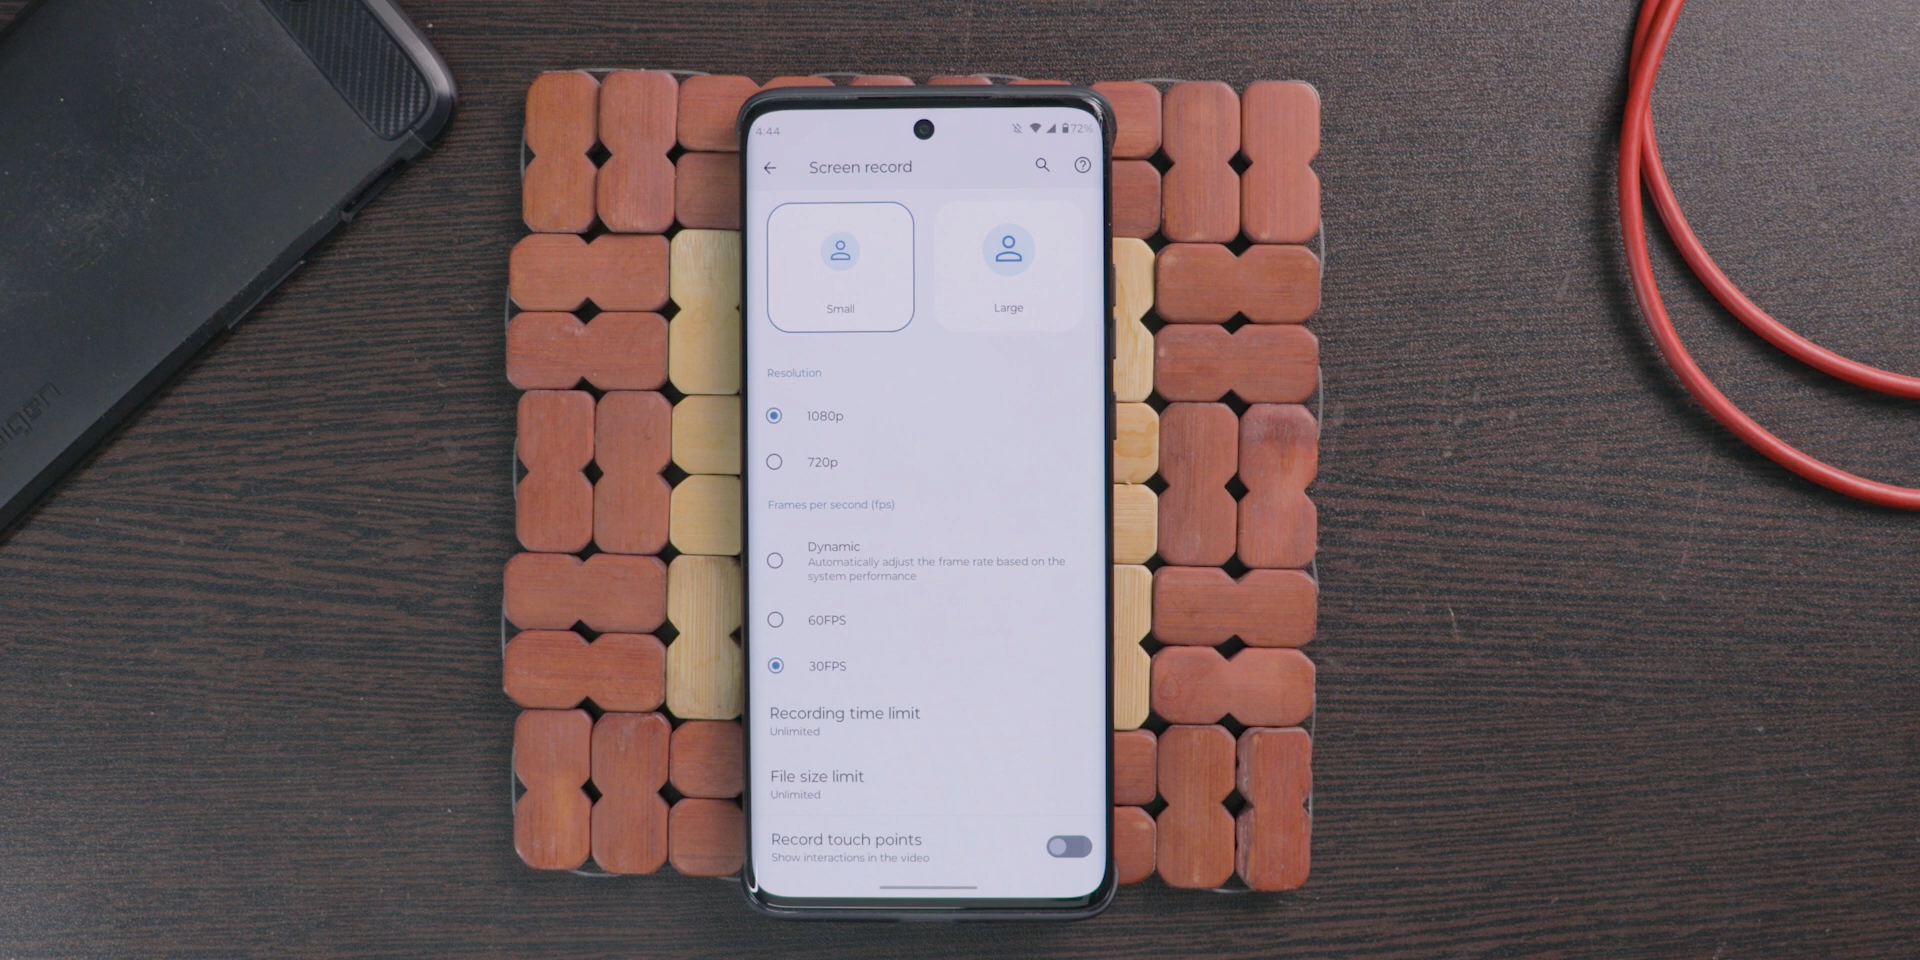 4:44
72%
Screen record
Small
Large
Resolution
1080p
720p
Frames per second (fps)
Dynamic
Automatically adjust the frame rate based on the
system performance
60FPS
30FPS
Recording time limit
Unlimited
File size limit
Unlimited
Record touch points
Show interactions in the video